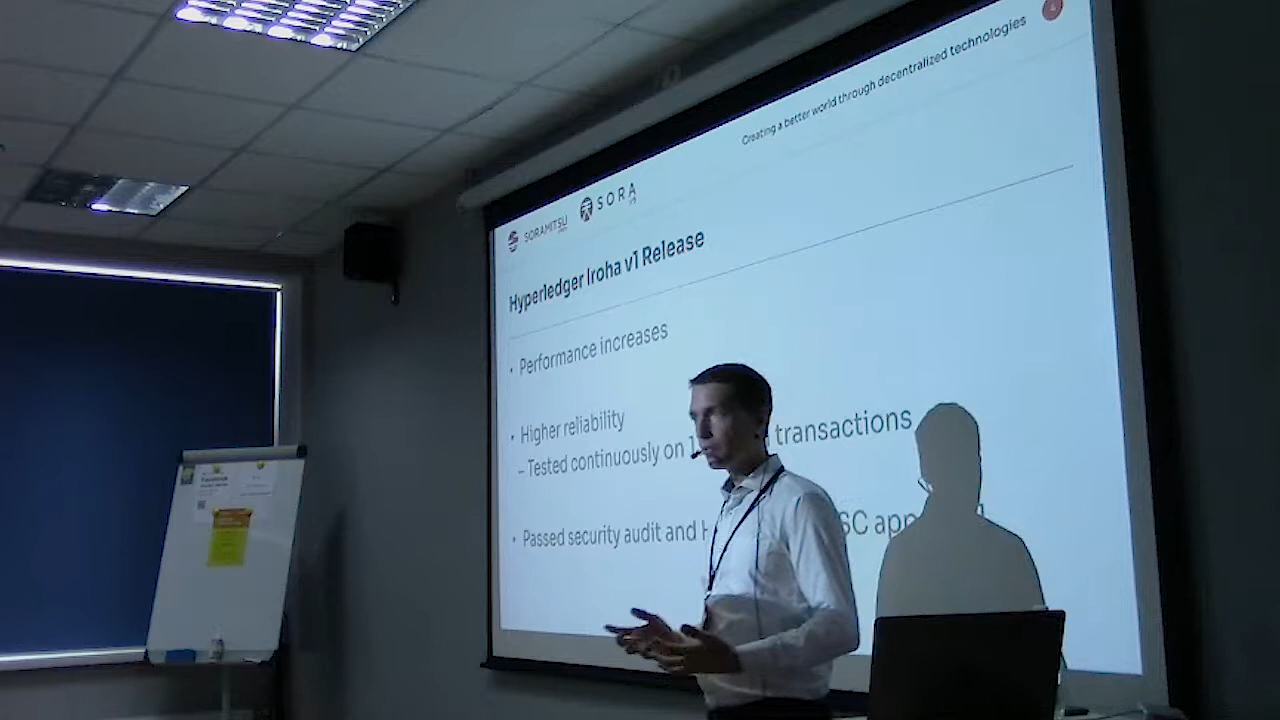 Creating a better world through decentralized technologies
SORAMITSU
SORA
Hyperledger Iroha v1 Release
• Performance increases
• Higher reliability
– Tested continuously on transactions
• Passed security audit and